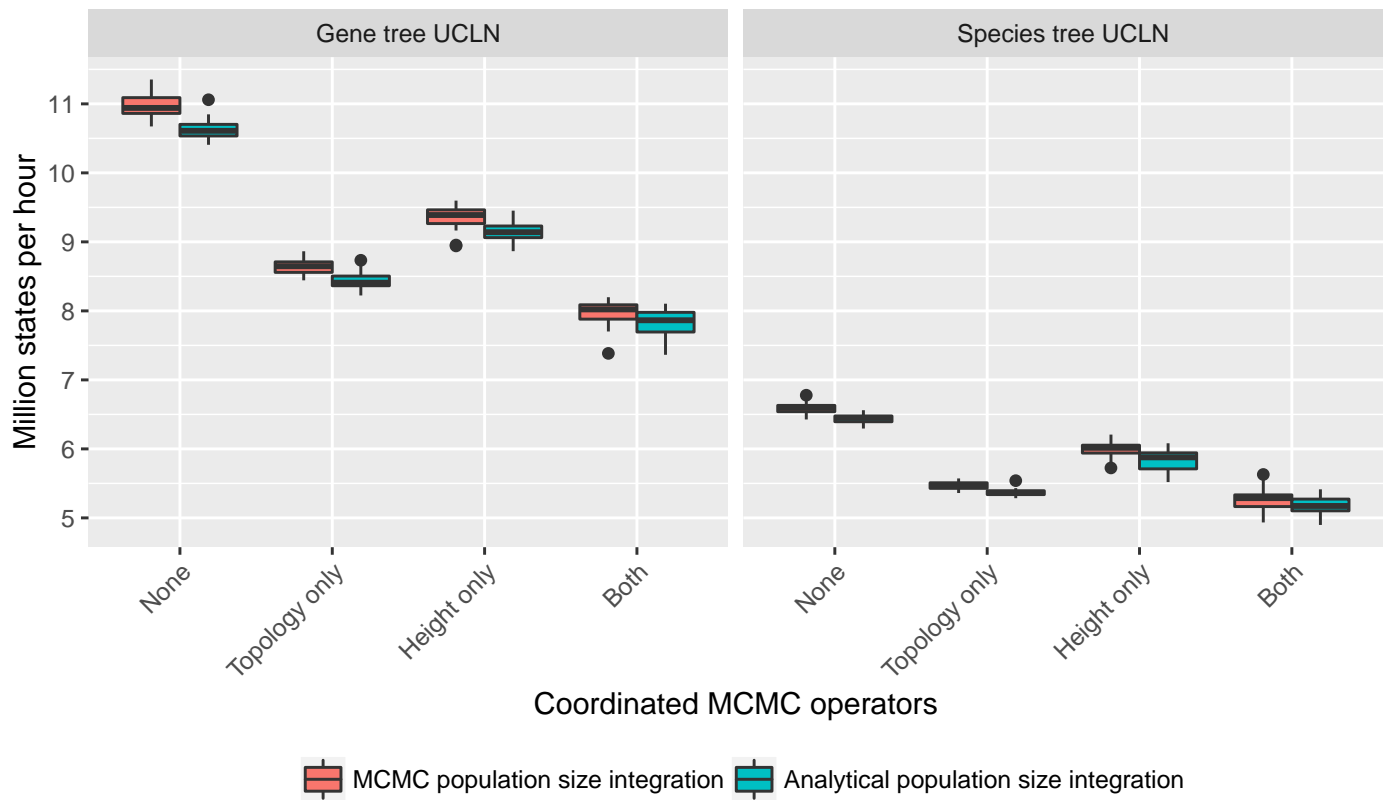 Gene tree UCLN
Species tree UCLN
Million states per hour
11
10
9
8
7
6
5
None
Topology only
Height only
Both
None
Topology only
Height only
Both
Coordinated MCMC operators
MCMC population size integration
Analytical population size integration